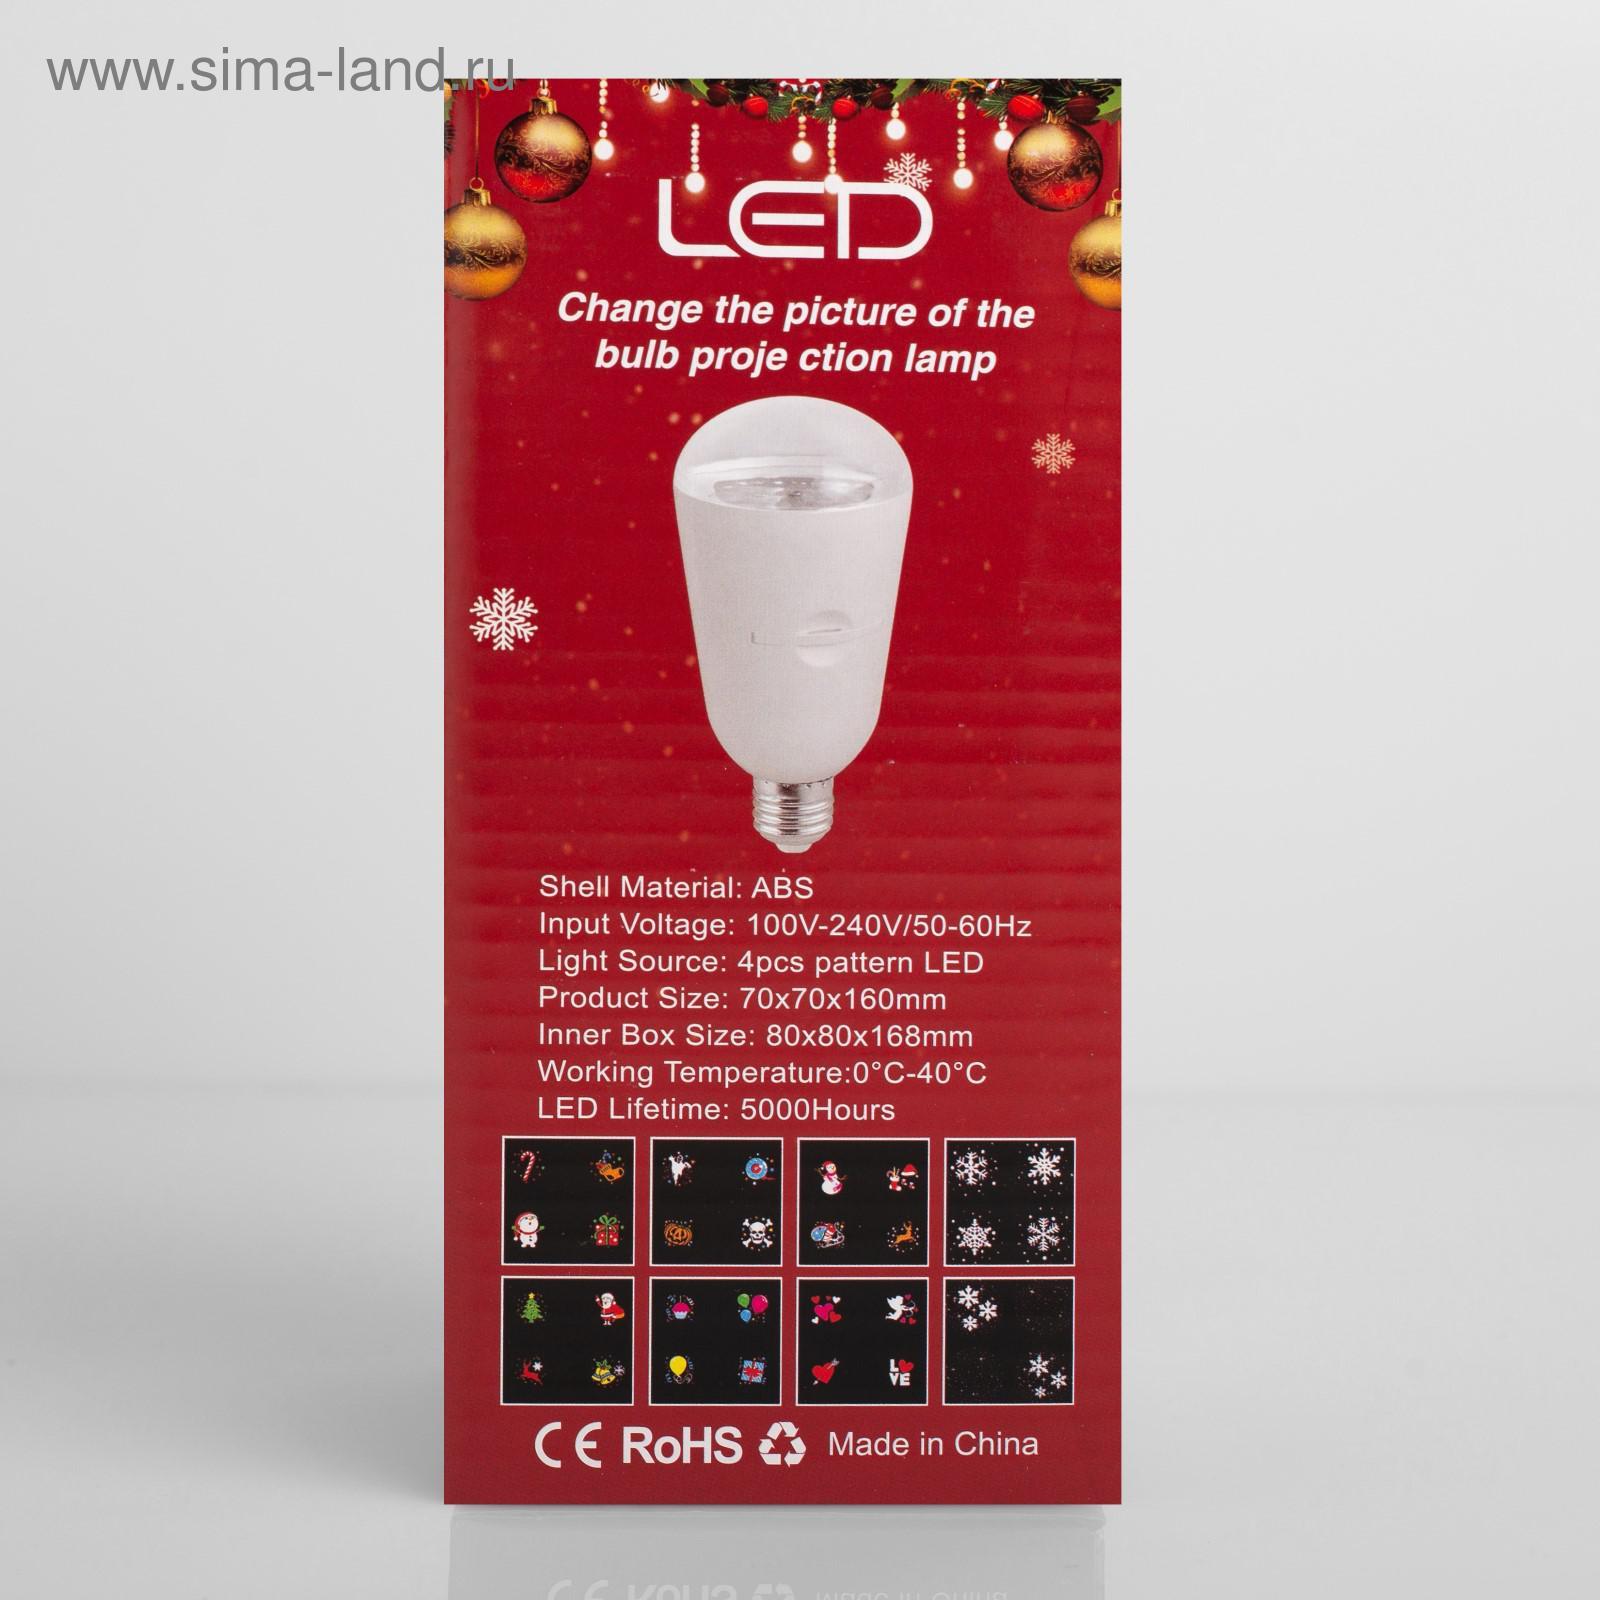 www.sima-land.ru
LED
Change the picture of the
bulb proje ction lamp
Shell Material: ABS
Input Voltage: 100V-240V/50-60Hz
Light Source: 4pcs pattern LED
Product Size: 70x70x160mm
Inner Box Size: 80x80x168mm
Working Temperature:0°C-40°C
LED Lifetime: 5000Hours
LOVE
CE RoHS Made in China